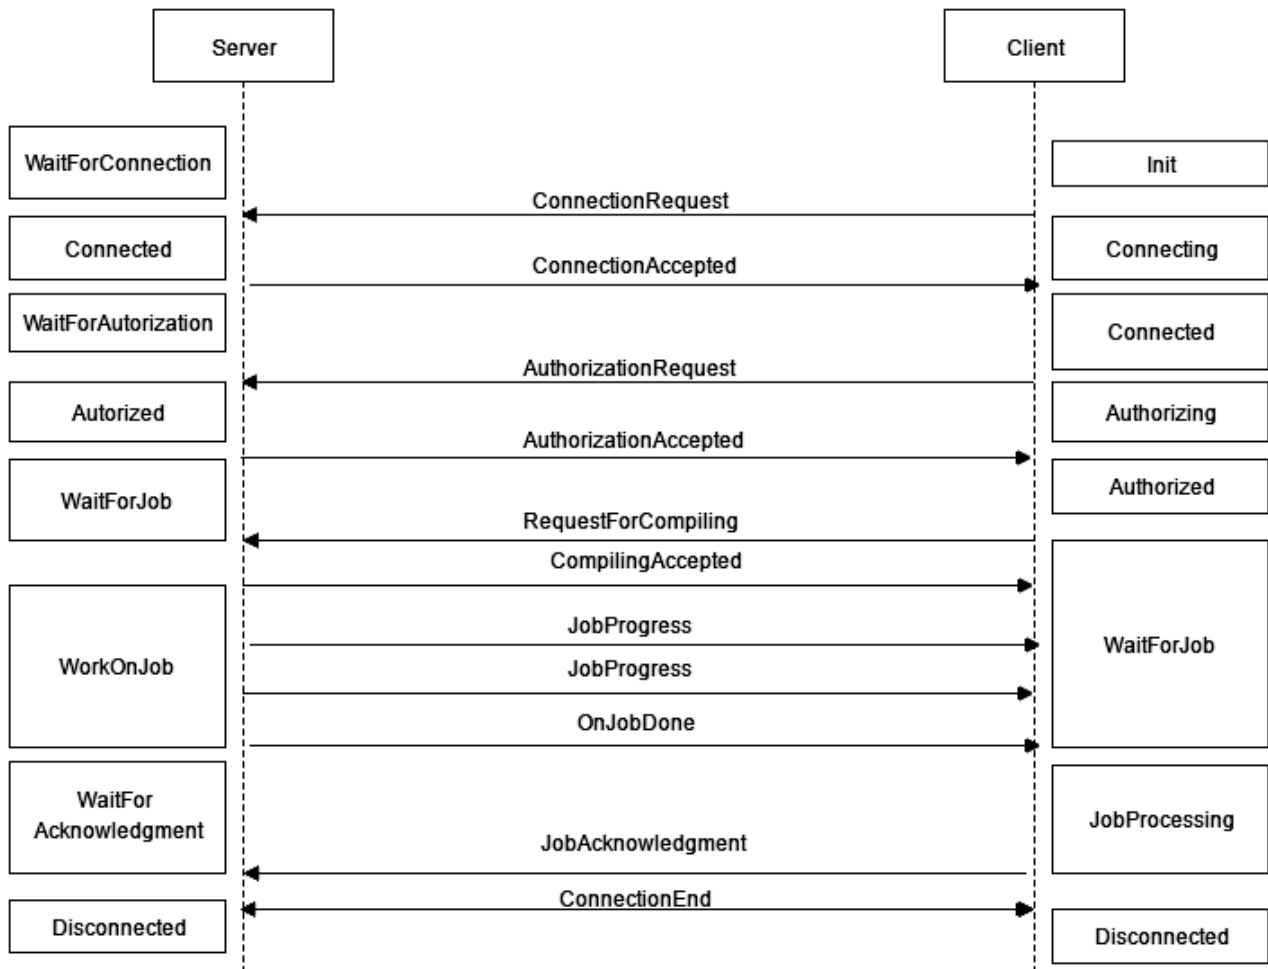 Server
Client
WaitForConnection
Init
ConnectionRequest
Connected
Connecting
ConnectionAccepted
WaitForAutorization
Connected
AuthorizationRequest
Autorized
Authorizing
AuthorizationAccepted
WaitForJob
Authorized
RequestForCompiling
CompilingAccepted
JobProgress
WorkOnJob
WaitForJob
JobProgress
OnJobDone
WaitFor
Acknowledgment
JobProcessing
JobAcknowledgment
ConnectionEnd
Disconnected
Disconnected